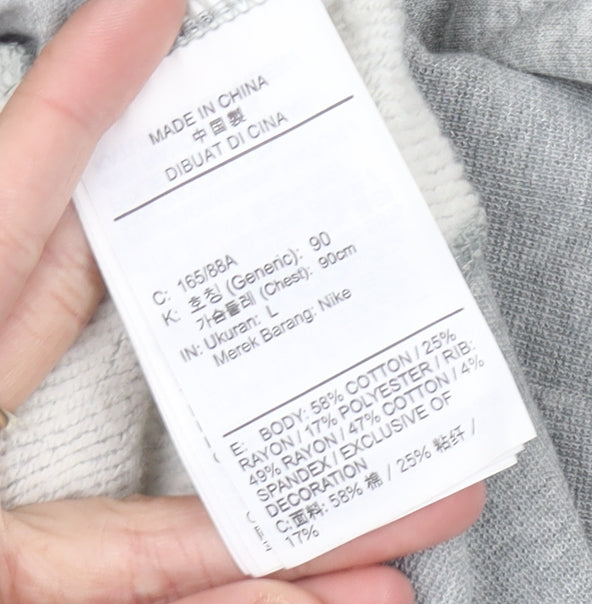 MADE IN CHINA
中国製
DIBUAT DI CINA
C: 165/88A
K: 호칭 (Generic): 90
가슴둘레 (Chest): 90cm
IN: Ukuran: L
Merek Barang: Nike
E: BODY: 58% COTTON / 25%
RAYON / 17% POLYESTER / RIB:
49% RAYON / 47% COTTON / 4%
SPANDEX / EXCLUSIVE OF
DECORATION
C: 面料: 58% 棉 / 25% 粘纤 /
17%